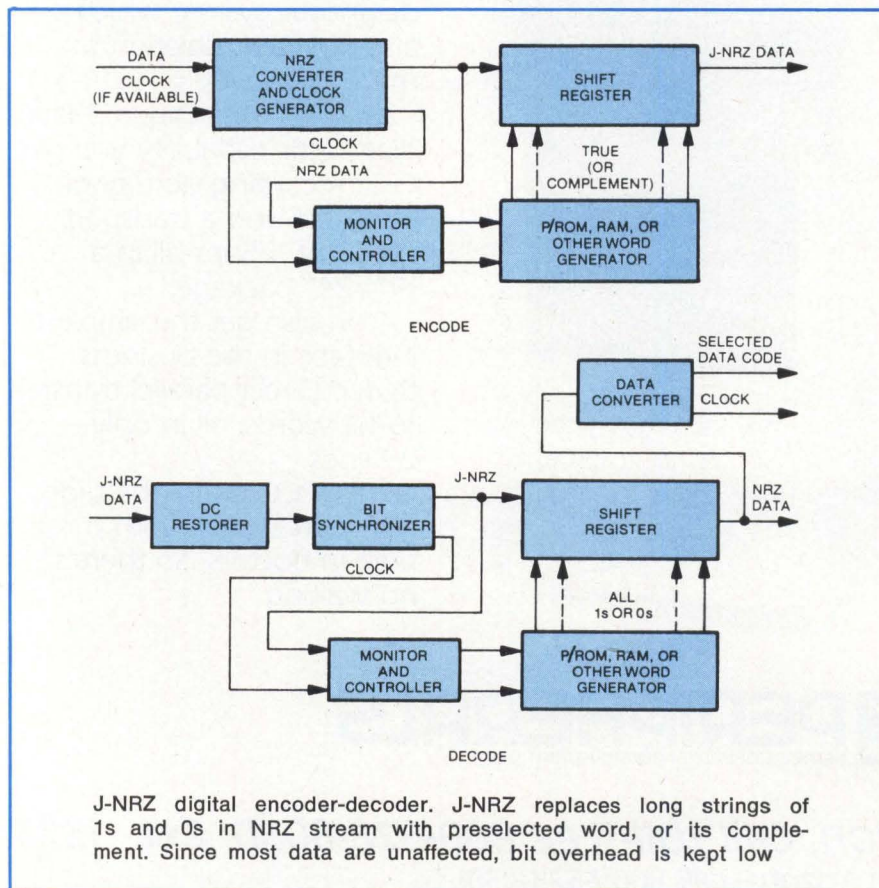 DATA
CLOCK
(IF AVAILABLE)
NRZ
CONVERTER
AND CLOCK
GENERATOR
SHIFT
REGISTER
J-NRZ DATA
CLOCK
NRZ DATA
TRUE
(OR
COMPLEMENT)
MONITOR
AND
CONTROLLER
P/ROM, RAM, OR
OTHER WORD
GENERATOR
ENCODE
DATA
CONVERTER
SELECTED
DATA CODE
CLOCK
J-NRZ
DATA
DC
RESTORER
BIT
SYNCHRONIZER
J-NRZ
SHIFT
REGISTER
NRZ
DATA
CLOCK
ALL
1s OR 0s
MONITOR
AND
CONTROLLER
P/ROM, RAM, OR
OTHER WORD
GENERATOR
DECODE
J-NRZ digital encoder-decoder. J-NRZ replaces long strings of
1s and 0s in NRZ stream with preselected word, or its comple-
ment. Since most data are unaffected, bit overhead is kept low